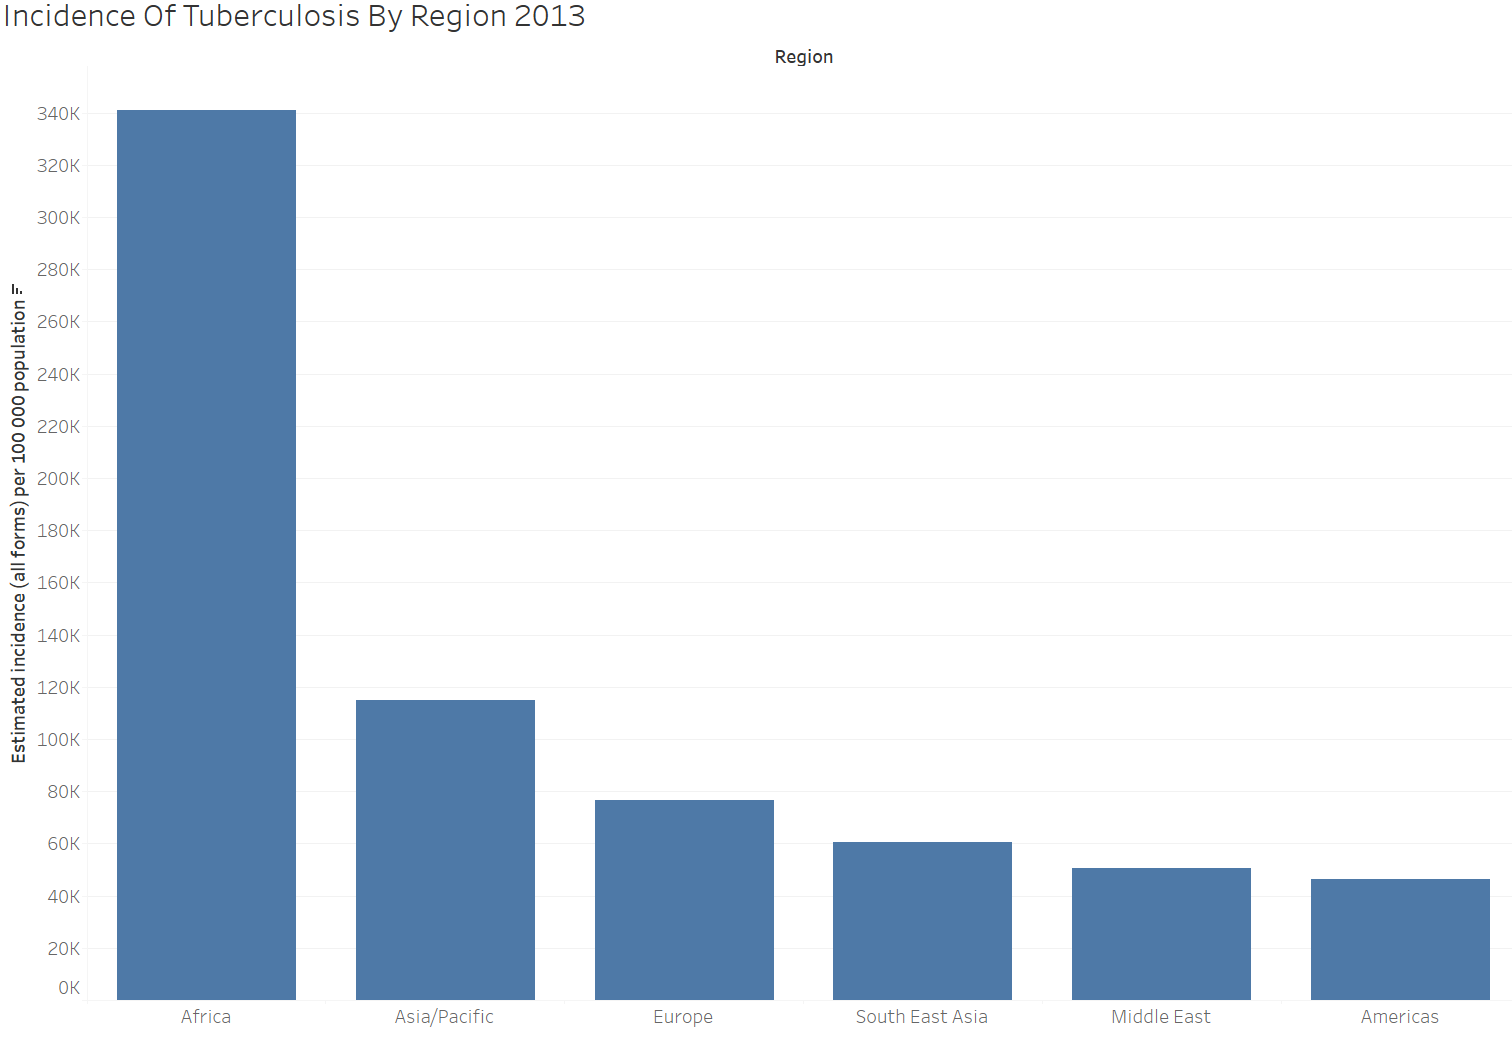 Incidence Of Tuberculosis By Region 2013
Region
Estimated incidence (all forms) per 100 000 population
340K
320K
300K
280K
260K
240K
220K
200K
180K
160K
140K
120K
100K
80K
60K
40K
20K
0K
Africa Asia/Pacific Europe South East Asia Middle East Americas